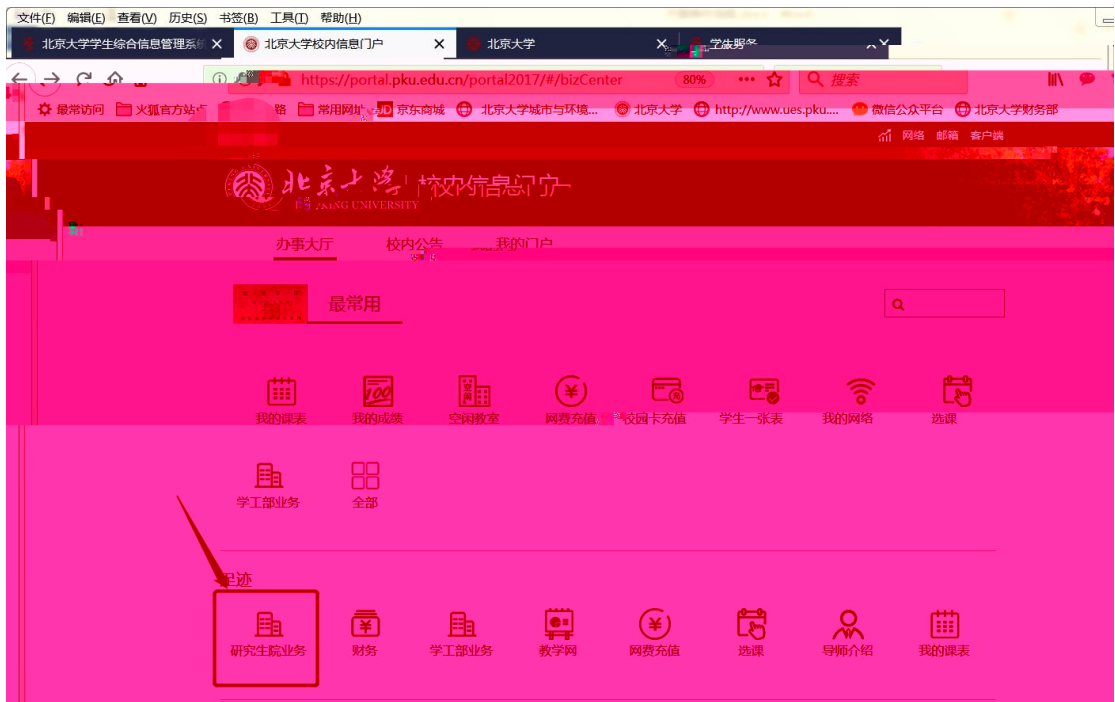 文件(F) 编辑(E) 查看(V) 历史(S) 书签(B) 工具(T) 帮助(H)
北京大学学生综合信息管理系统 × 北京大学校内信息门户 × 北京大学 ×
https://portal.pku.edu.cn/portal2017/#/bizCenter 80% 搜索
最常访问 火狐官方站点 常用网址 JD 京东商城 北京大学城市与环境... 北京大学 http://www.ues.pku.... 微信公众平台 北京大学财务部
网络 邮箱 客户端
北京大学 校内信息门户
UNIVERSITY
办事大厅 校内公告 我的门户
最常用
我的课表 我的成绩 空闲教室 网费充值 校园卡充值 学生一张表 我的网络 选课
学工部业务 全部
足迹
研究生院业务 财务 学工部业务 教学网 网费充值 选课 导师介绍 我的课表